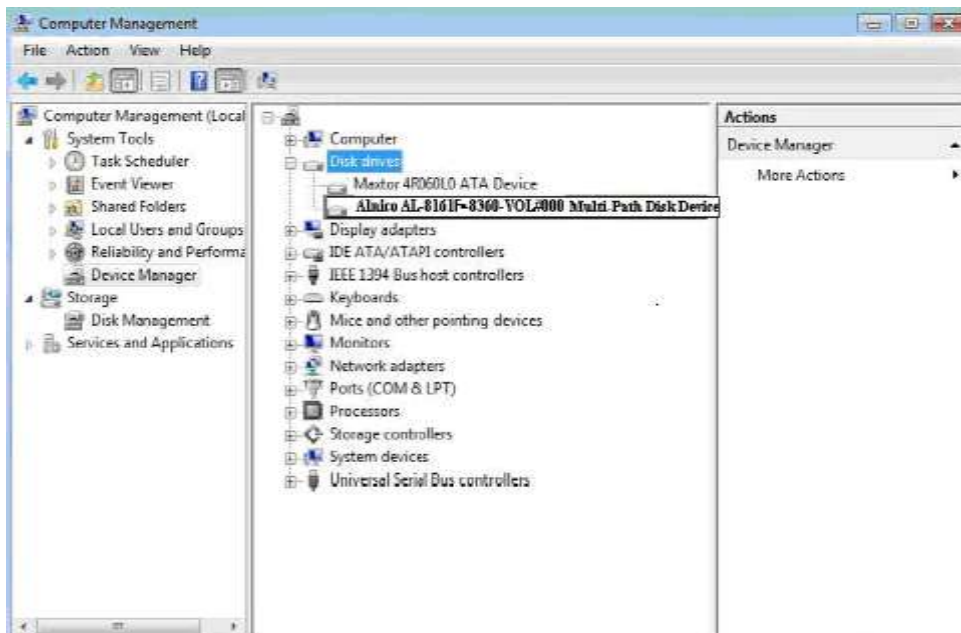 Computer Management
File Action View Help
Computer Management (Local
System Tools
Task Scheduler
Event Viewer
Shared Folders
Local Users and Groups
Reliability and Performa
Device Manager
Storage
Disk Management
Services and Applications
Computer
Disk drives
Maxtor 4R060L0 ATA Device
Alnico AL-8161F-8360-VOL#000 Multi-Path Disk Device
Display adapters
IDE ATA/ATAPI controllers
IEEE 1394 Bus host controllers
Keyboards
Mice and other pointing devices
Monitors
Network adapters
Ports (COM & LPT)
Processors
Storage controllers
System devices
Universal Serial Bus controllers
Actions
Device Manager
More Actions